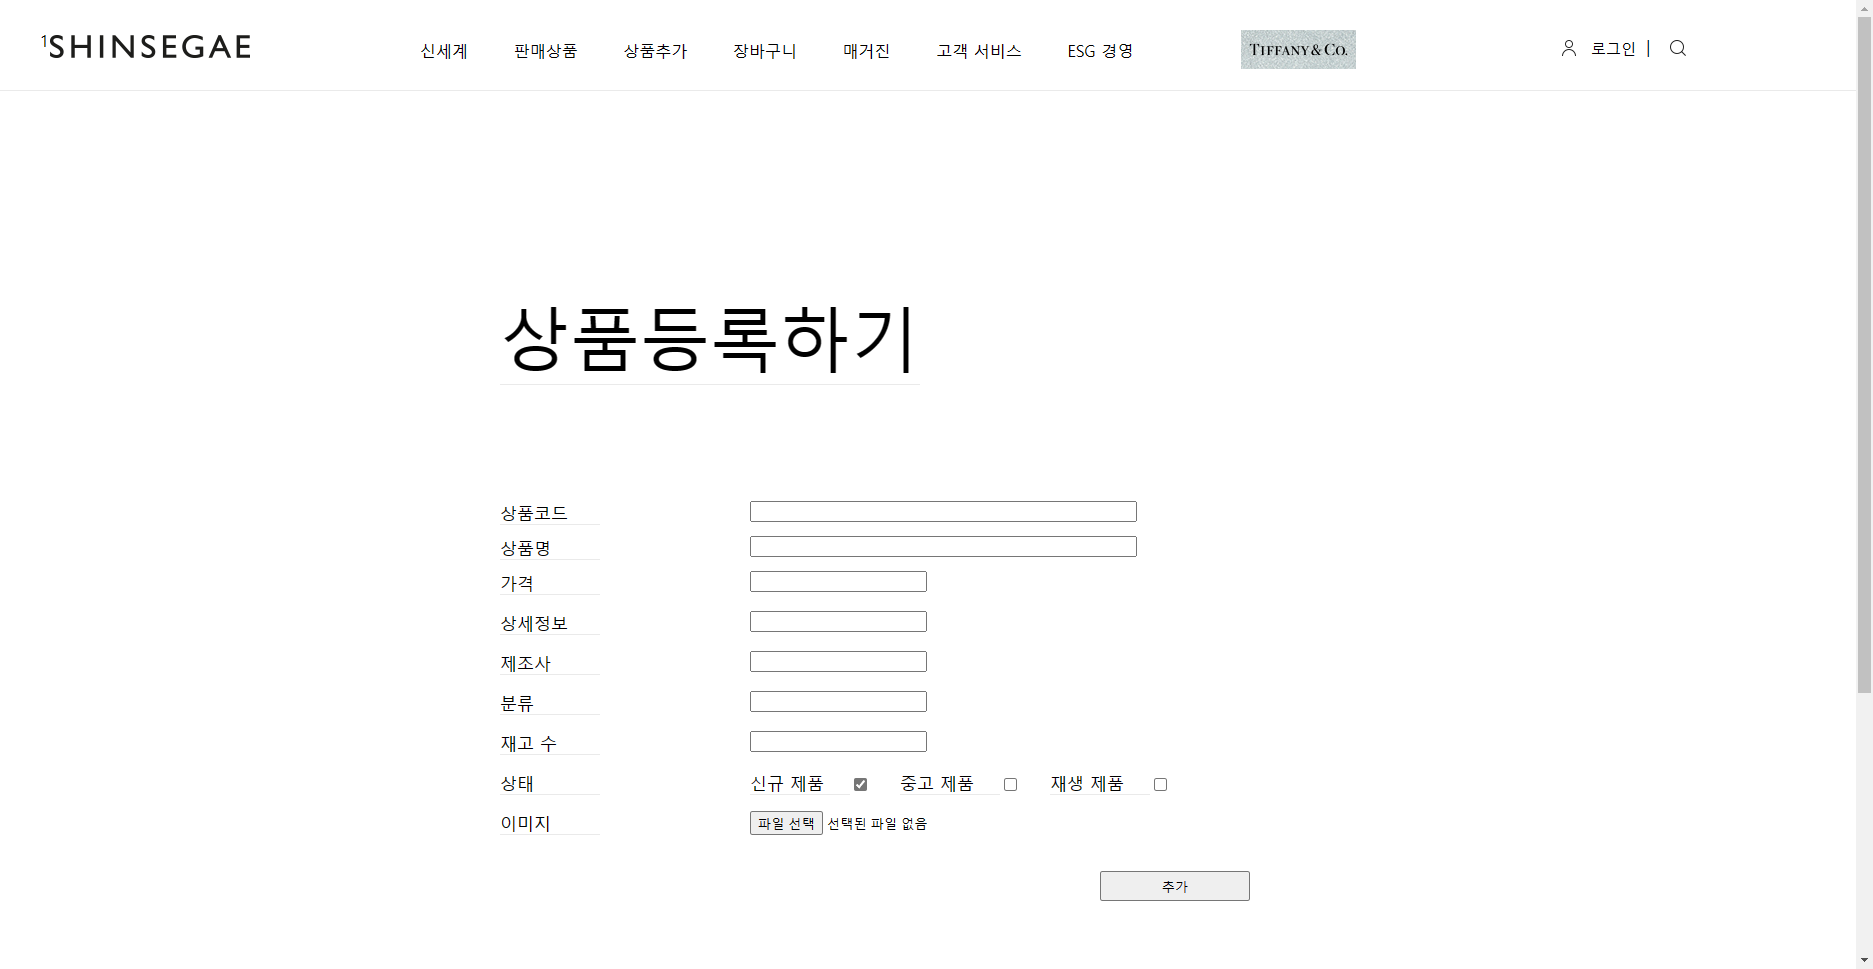 ¹SHINSEGAE
신세계 판매상품 상품추가 장바구니 매거진 고객 서비스 ESG 경영
TIFFANY & CO.
로그인 |
상품등록하기
상품코드
상품명
가격
상세정보
제조사
분류
재고 수
상태 신규 제품 중고 제품 재생 제품
이미지 파일 선택 선택된 파일 없음
추가